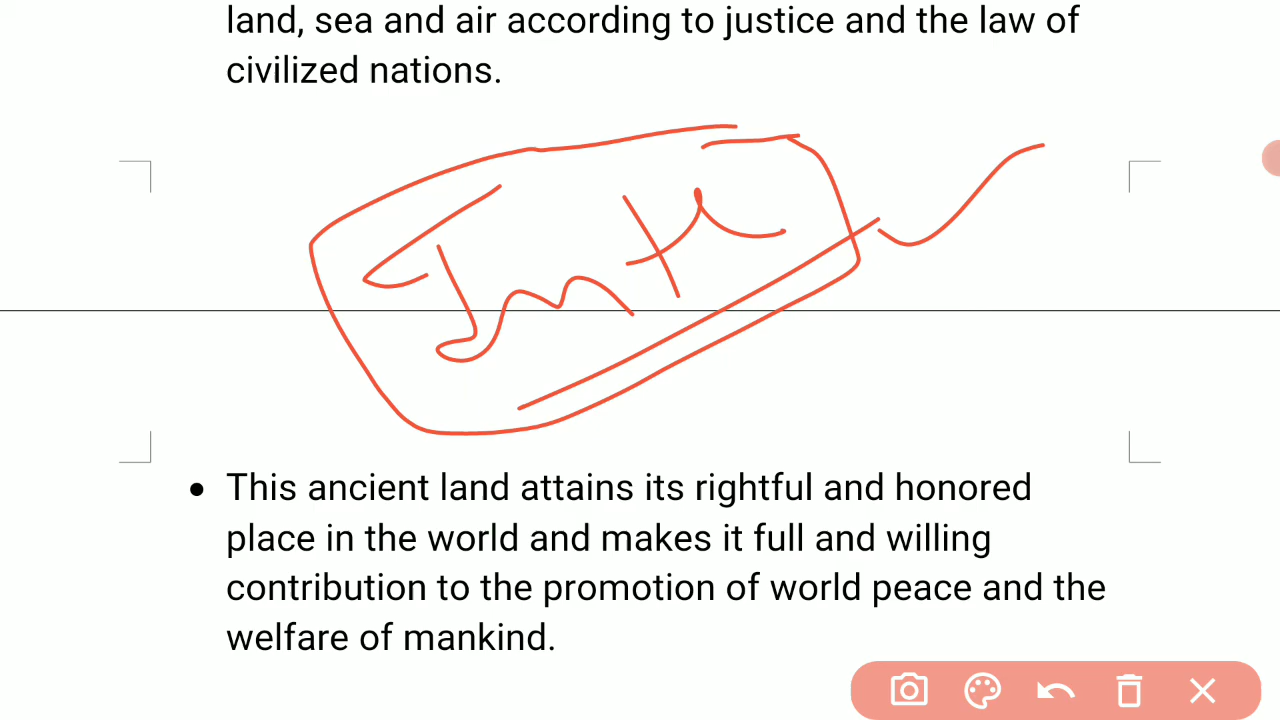 land, sea and air according to justice and the law of
civilized nations.
• This ancient land attains its rightful and honored
place in the world and makes it full and willing
contribution to the promotion of world peace and the
welfare of mankind.